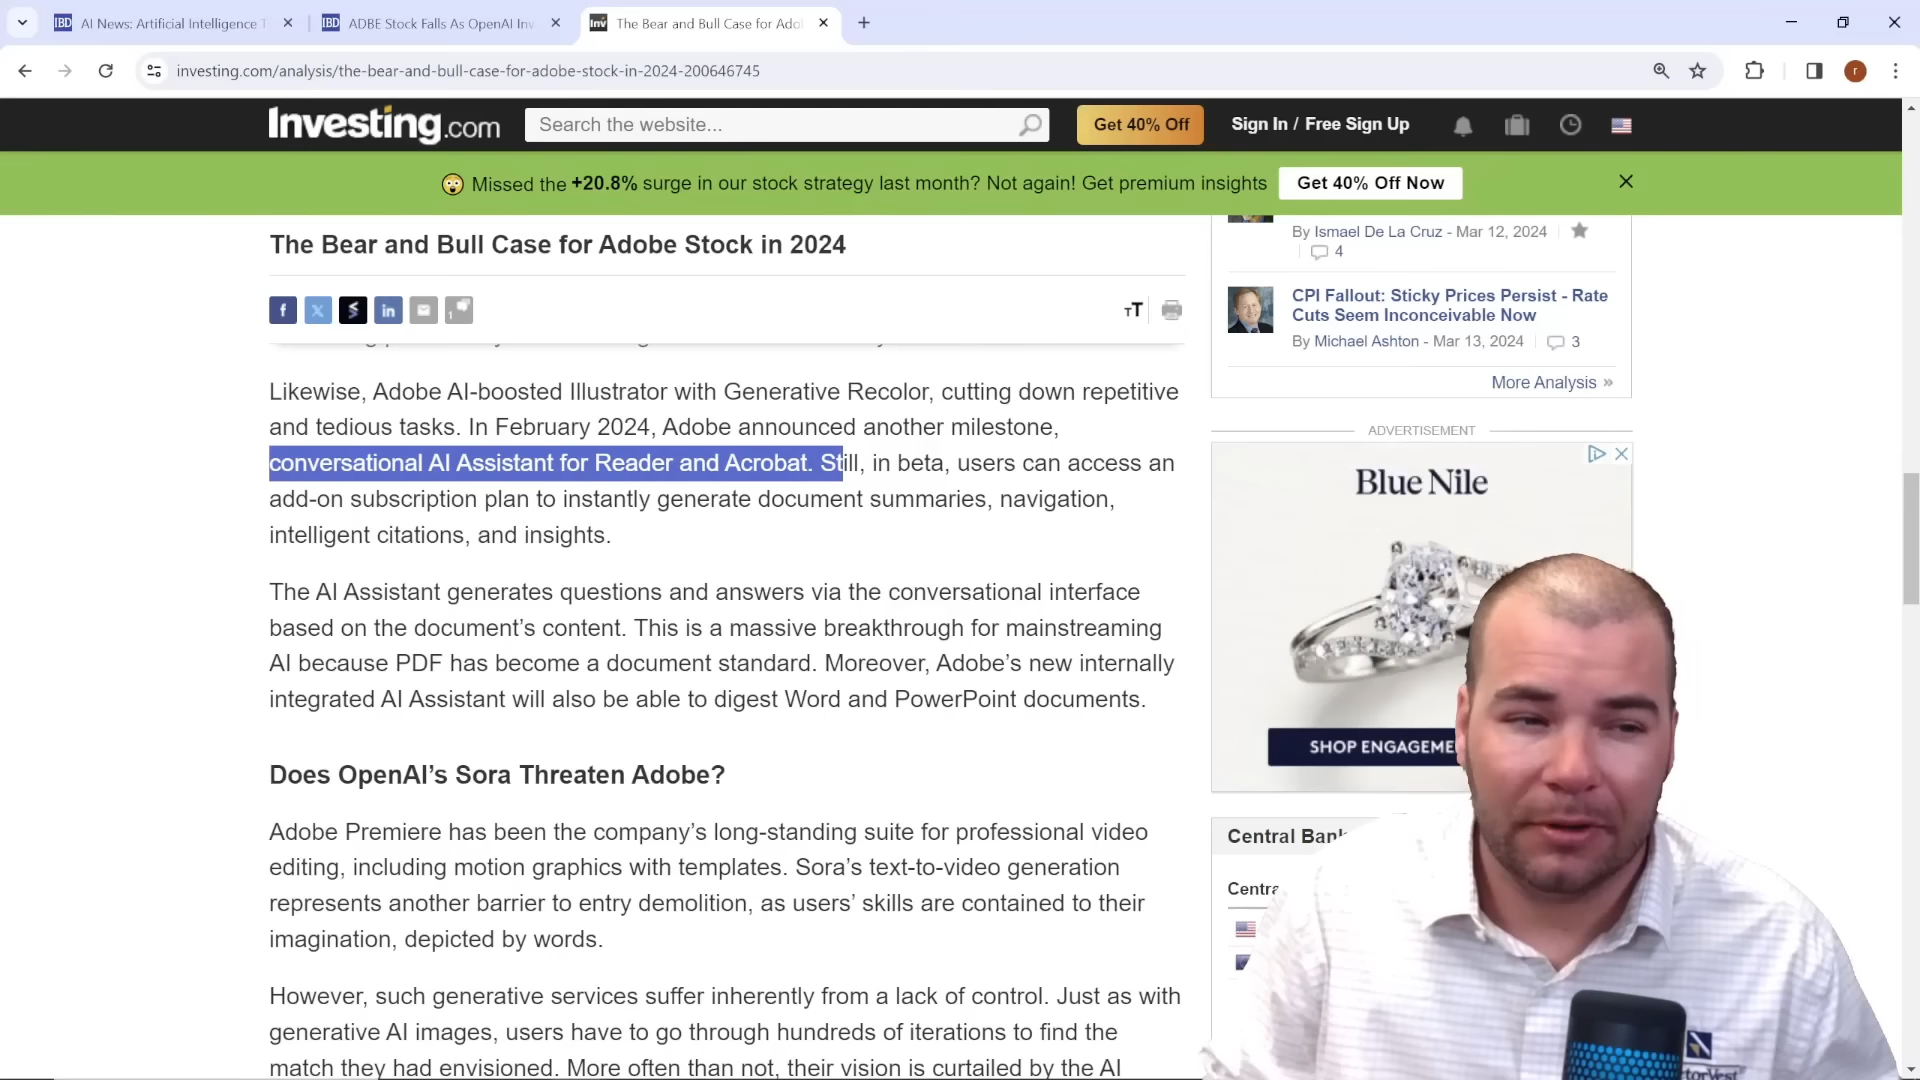 IBD AI News: Artificial Intelligence T
IBD ADBE Stock Falls As OpenAI Inv
Inv The Bear and Bull Case for Ado
investing.com/analysis/the-bear-and-bull-case-for-adobe-stock-in-2024-200646745
r
Investing.com
Search the website...
Get 40% Off
Sign In / Free Sign Up
Missed the +20.8% surge in our stock strategy last month? Not again! Get premium insights
Get 40% Off Now
The Bear and Bull Case for Adobe Stock in 2024
1
TT
Likewise, Adobe AI-boosted Illustrator with Generative Recolor, cutting down repetitive
and tedious tasks. In February 2024, Adobe announced another milestone,
conversational AI Assistant for Reader and Acrobat. Still, in beta, users can access an
add-on subscription plan to instantly generate document summaries, navigation,
intelligent citations, and insights.
The AI Assistant generates questions and answers via the conversational interface
based on the document’s content. This is a massive breakthrough for mainstreaming
AI because PDF has become a document standard. Moreover, Adobe’s new internally
integrated AI Assistant will also be able to digest Word and PowerPoint documents.
Does OpenAI’s Sora Threaten Adobe?
Adobe Premiere has been the company’s long-standing suite for professional video
editing, including motion graphics with templates. Sora’s text-to-video generation
represents another barrier to entry demolition, as users’ skills are contained to their
imagination, depicted by words.
However, such generative services suffer inherently from a lack of control. Just as with
generative AI images, users have to go through hundreds of iterations to find the
match they had envisioned. More often than not, their vision is curtailed by the AI
By Ismael De La Cruz - Mar 12, 2024
4
CPI Fallout: Sticky Prices Persist - Rate
Cuts Seem Inconceivable Now
By Michael Ashton - Mar 13, 2024
3
More Analysis »
ADVERTISEMENT
Blue Nile
SHOP ENGAGEME
Central Bank
Centra